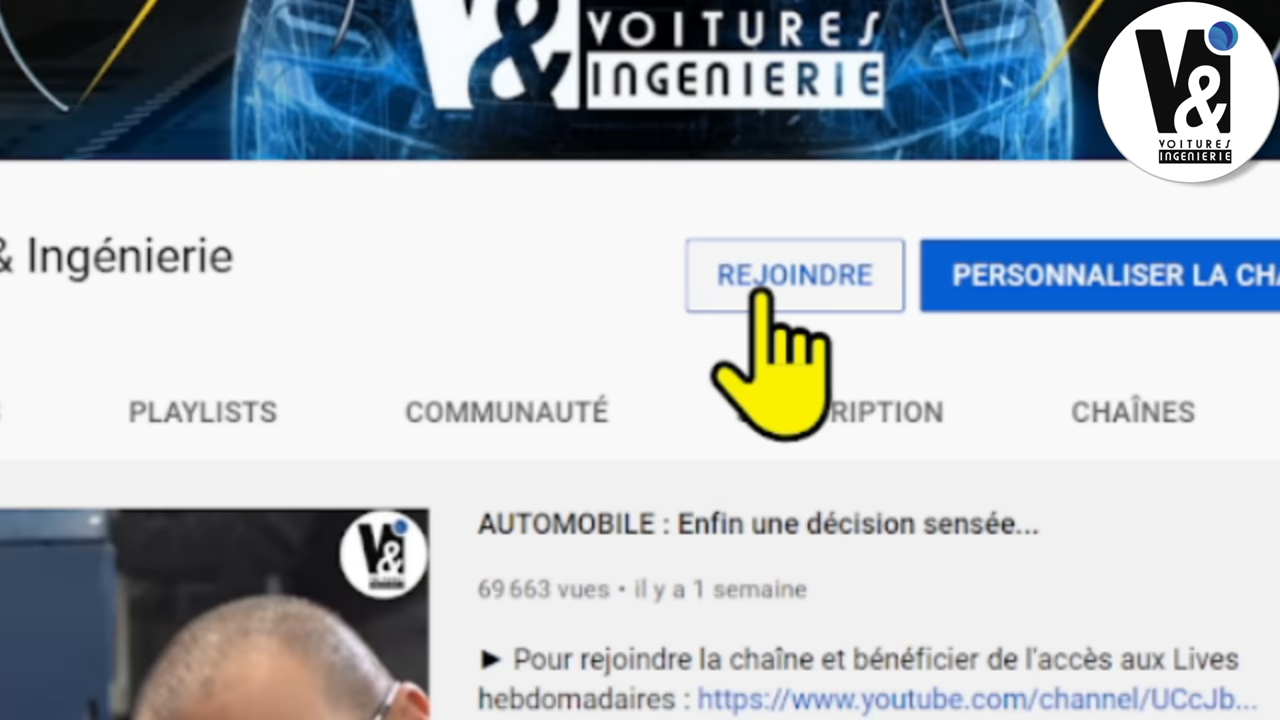 V&
VOITURES
INGENIERIE
V&I
VOITURES
INGENIERIE
& Ingénierie
REJOINDRE
PERSONNALISER LA CHA
PLAYLISTS
COMMUNAUTÉ
RIPTION
CHAÎNES
AUTOMOBILE : Enfin une décision sensée...
69 663 vues • il y a 1 semaine
► Pour rejoindre la chaîne et bénéficier de l'accès aux Lives
hebdomadaires : https://www.youtube.com/channel/UCcJb...
V&I